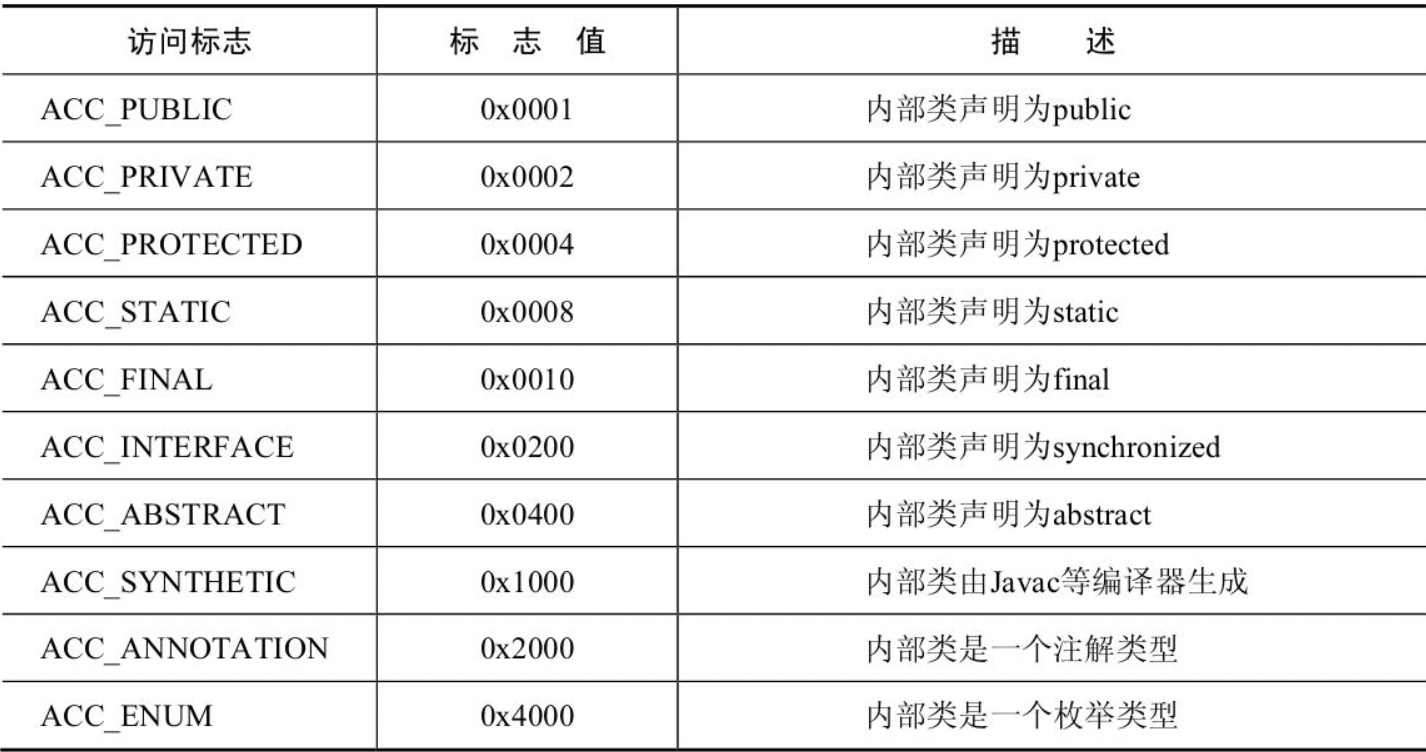 访问标志 标 志 值 描 述
ACC_PUBLIC 0x0001 内部类声明为public
ACC_PRIVATE 0x0002 内部类声明为private
ACC_PROTECTED 0x0004 内部类声明为protected
ACC_STATIC 0x0008 内部类声明为static
ACC_FINAL 0x0010 内部类声明为final
ACC_INTERFACE 0x0200 内部类声明为synchronized
ACC_ABSTRACT 0x0400 内部类声明为abstract
ACC_SYNTHETIC 0x1000 内部类由Javac等编译器生成
ACC_ANNOTATION 0x2000 内部类是一个注解类型
ACC_ENUM 0x4000 内部类是一个枚举类型